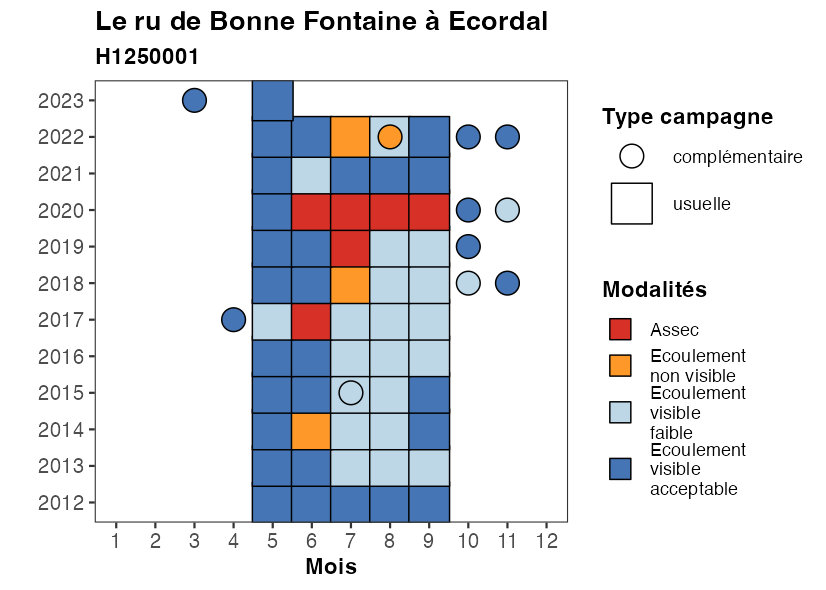 Le ru de Bonne Fontaine à Ecordal
H1250001
2023
2022
2021
2020
2019
2018
2017
2016
2015
2014
2013
2012
1 2 3 4 5 6 7 8 9 10 11 12
Mois
Type campagne
complémentaire
usuelle
Modalités
Assec
Ecoulement
non visible
Ecoulement
visible
faible
Ecoulement
visible
acceptable